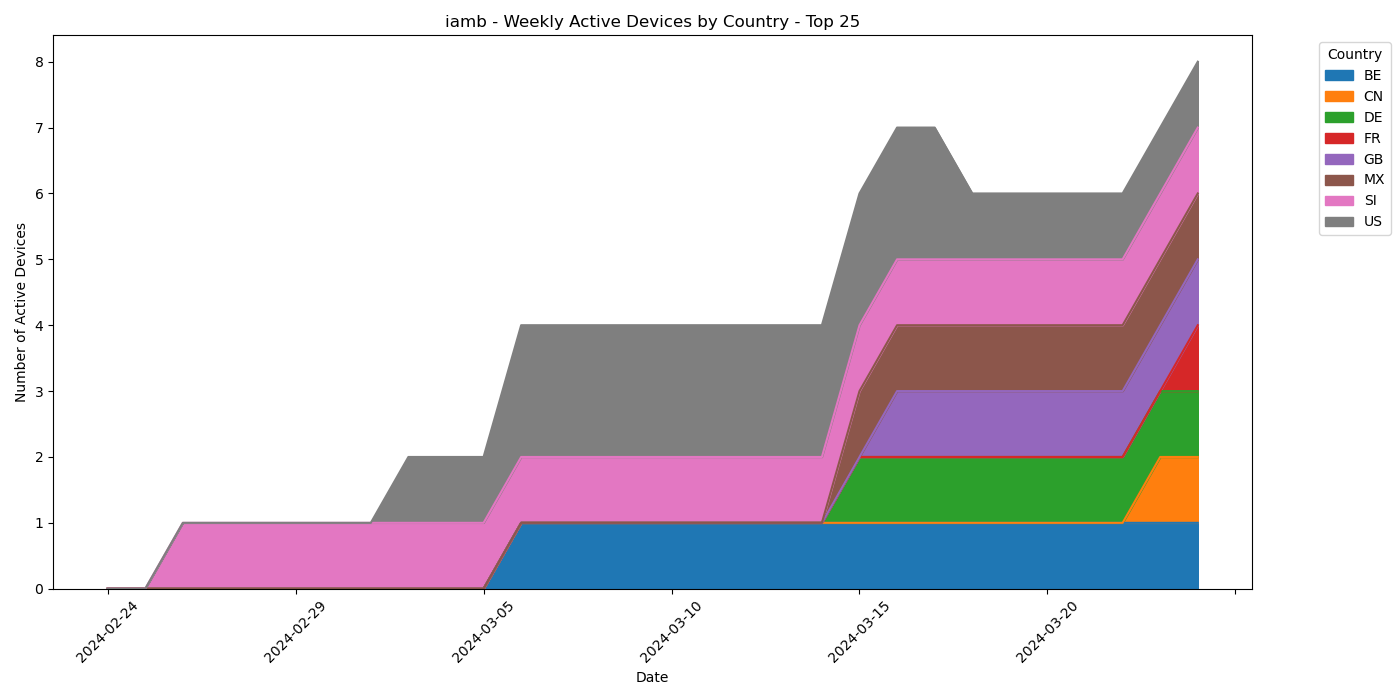 iamb - Weekly Active Devices by Country - Top 25
Number of Active Devices
8
7
6
5
4
3
2
1
0
2024-02-24
2024-02-29
2024-03-05
2024-03-10
2024-03-15
2024-03-20
Date
Country
BE
CN
DE
FR
GB
MX
SI
US